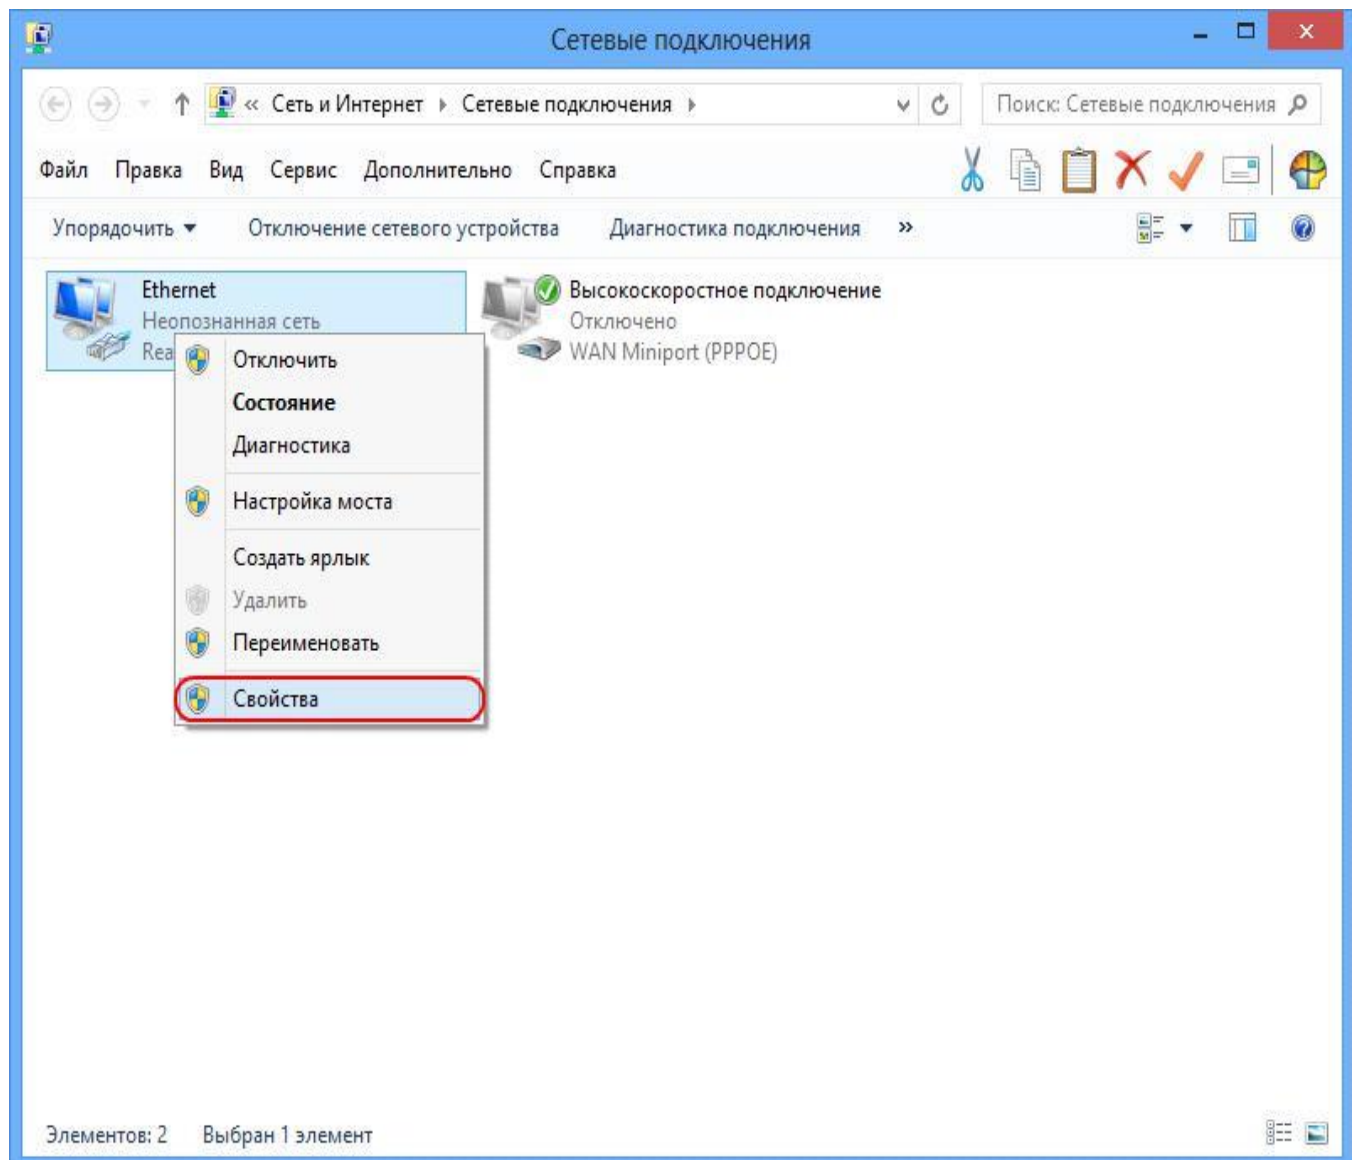 Сетевые подключения
« Сеть и Интернет Сетевые подключения
Поиск: Сетевые подключения
Файл Правка Вид Сервис Дополнительно Справка
Упорядочить Отключение сетевого устройства Диагностика подключения »
Ethernet
Неопознанная сеть
Rea
Высокоскоростное подключение
Отключено
WAN Miniport (PPPOE)
Отключить
Состояние
Диагностика
Настройка моста
Создать ярлык
Удалить
Переименовать
Свойства
Элементов: 2 Выбран 1 элемент